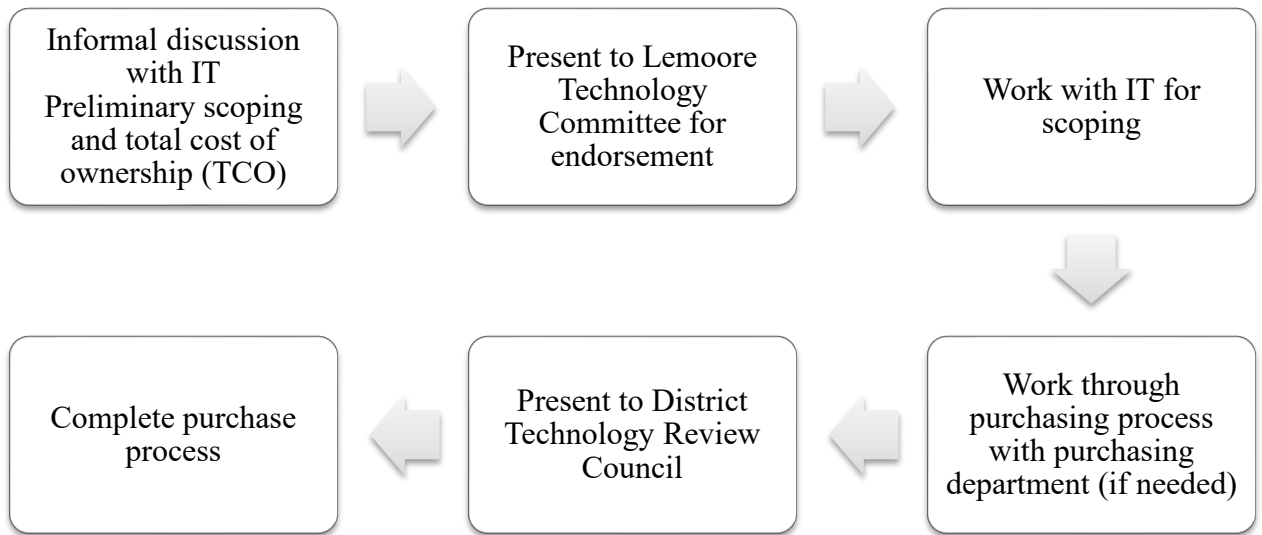 Informal discussion
with IT
Preliminary scoping
and total cost of
ownership (TCO)
Present to Lemoore
Technology
Committee for
endorsement
Work with IT for
scoping
Work through
purchasing process
with purchasing
department (if needed)
Present to District
Technology Review
Council
Complete purchase
process